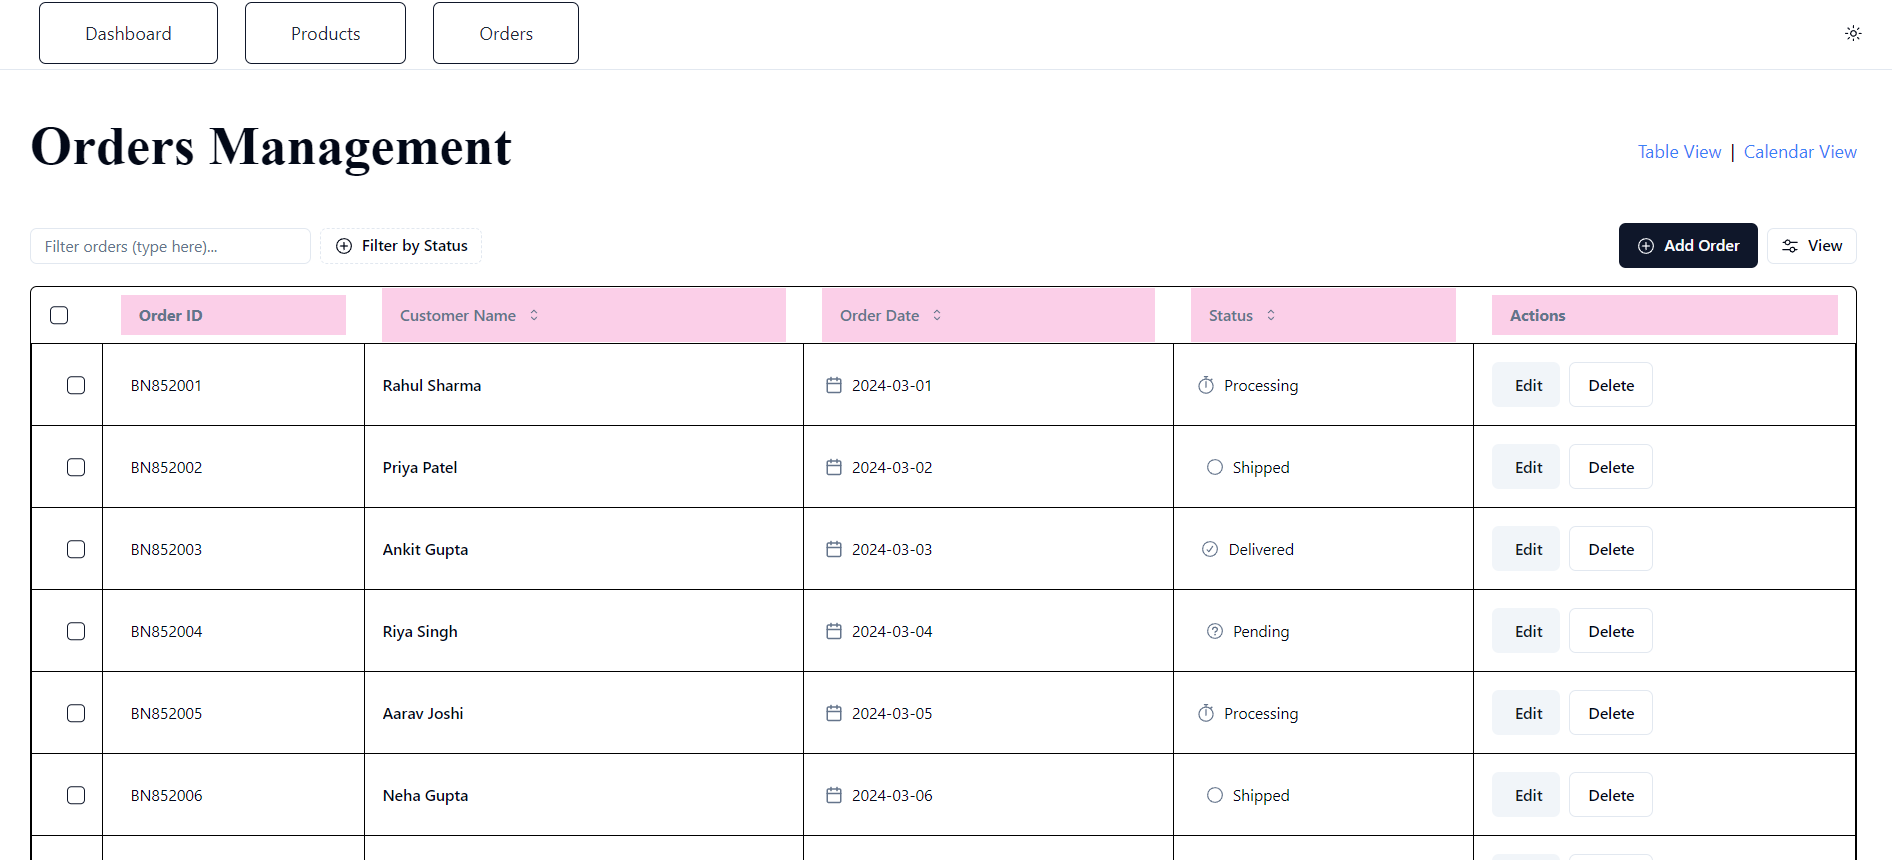 Dashboard Products Orders
Orders Management
Table View | Calendar View
Filter orders (type here)... Filter by Status Add Order View
Order ID Customer Name Order Date Status Actions
BN852001 Rahul Sharma 2024-03-01 Processing Edit Delete
BN852002 Priya Patel 2024-03-02 Shipped Edit Delete
BN852003 Ankit Gupta 2024-03-03 Delivered Edit Delete
BN852004 Riya Singh 2024-03-04 Pending Edit Delete
BN852005 Aarav Joshi 2024-03-05 Processing Edit Delete
BN852006 Neha Gupta 2024-03-06 Shipped Edit Delete